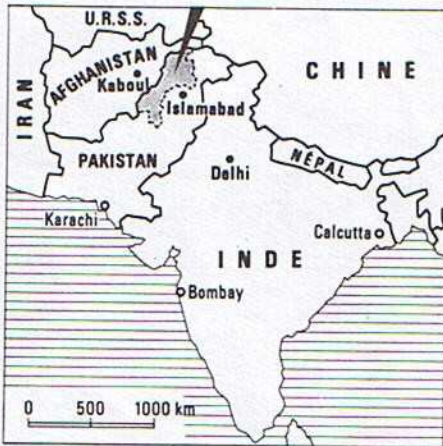 U.R.S.S.
AFGHANISTAN
Kaboul
CHINE
IRAN
Islamabad
PAKISTAN
Delhi
NÉPAL
Karachi
Calcutta
INDE
Bombay
0 500 1000 km